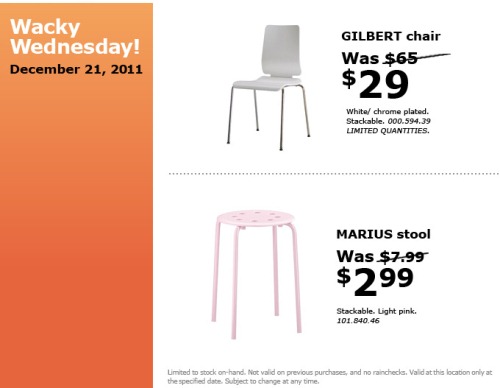 Wacky
Wednesday!
December 21, 2011
GILBERT chair
Was $65
$29
White/ chrome plated.
Stackable. 000.594.39
LIMITED QUANTITIES.
MARIUS stool
Was $7.99
$2.99
Stackable. Light pink.
101.840.46
Limited to stock on-hand. Not valid on previous purchases, and no rainchecks. Valid at this location only at
the specified date. Subject to change at any time.